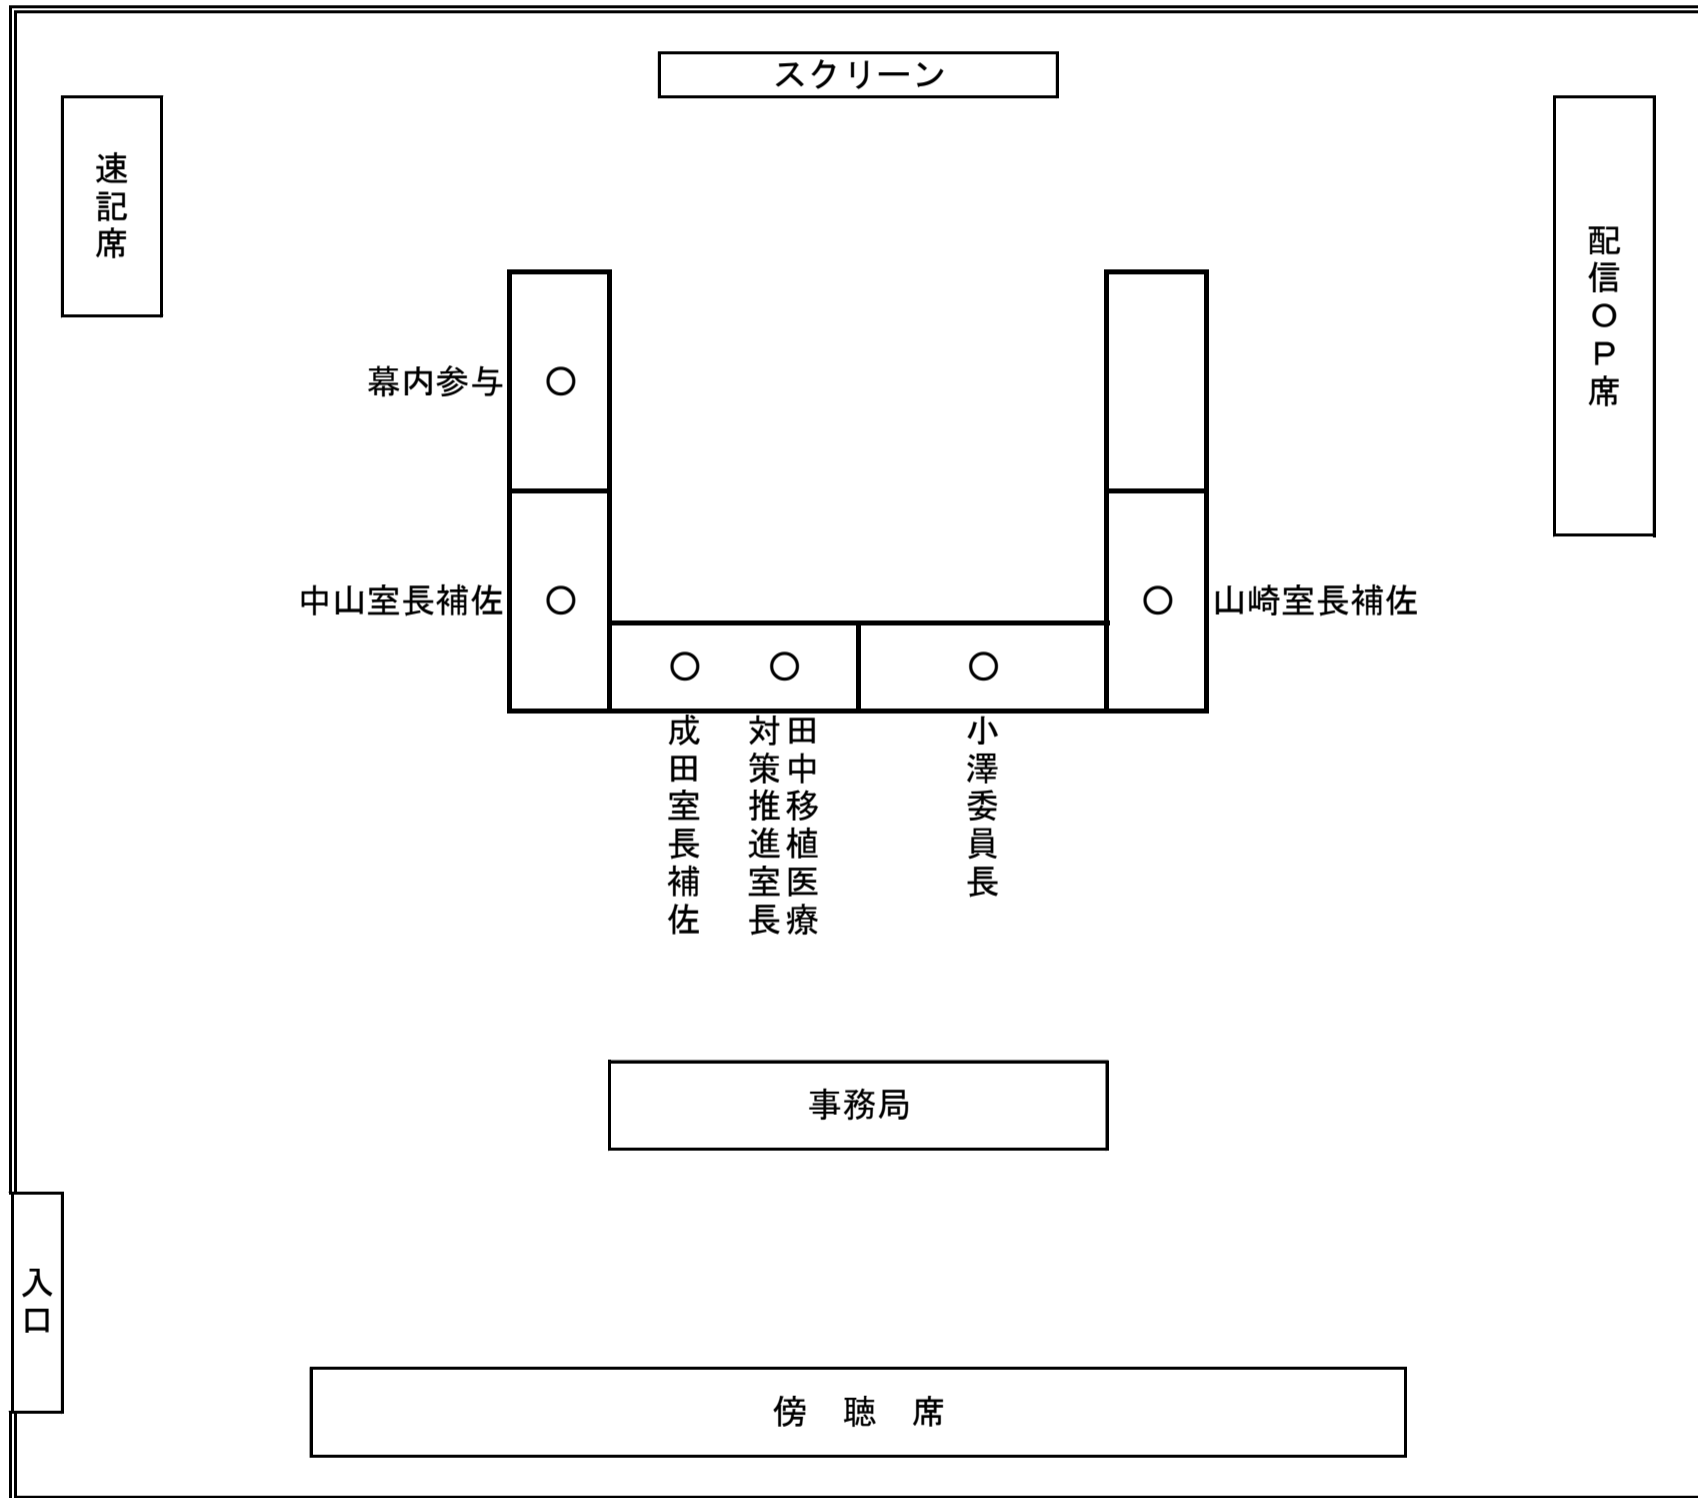 スクリーン
速記席
配信ＯＰ席
幕内参与 ○
中山室長補佐 ○
○ 山崎室長補佐
○ ○ ○
成田室長補佐
田中移植医療
対策推進室長
小澤委員長
事務局
入口
傍　聴　席